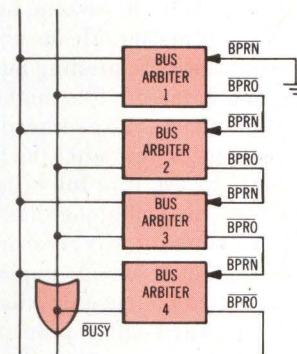 BPRN
BUS
ARBITER
1
BPRO
BPRN
BUS
ARBITER
2
BPRO
BPRN
BUS
ARBITER
3
BPRO
BPRN
BUS
ARBITER
4
BPRO
BUSY